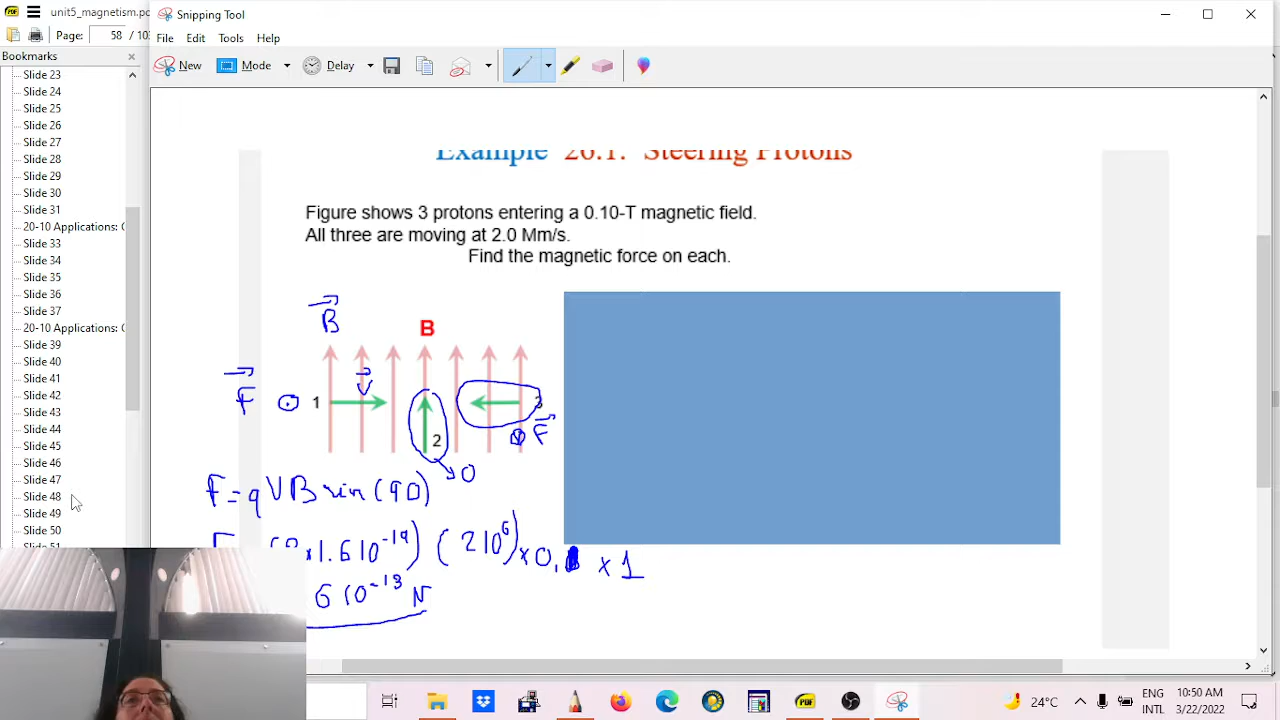 unit5_magnetism.po
Snipping Tool
Page: 58 / 103
File Edit Tools Help
Bookmarks
New Mode Delay
Slide 23
Slide 24
Slide 25
Slide 26
Slide 27
Slide 28
Slide 29
Slide 30
Slide 31
20-10 Applications: (
Slide 33
Slide 34
Slide 35
Slide 36
Slide 37
20-10 Applications: (
Slide 39
Slide 40
Slide 41
Slide 42
Slide 43
Slide 44
Slide 45
Slide 46
Slide 47
Slide 48
Slide 49
Slide 50
Slide 51
Example 26.1. Steering Protons
Figure shows 3 protons entering a 0.10-T magnetic field.
All three are moving at 2.0 Mm/s.
Find the magnetic force on each.
B
B
V
F 1 3
2 F
0
F = q V B sin (90)
x 1.6 10⁻¹⁹) ( 2 10⁶) x 0, x 1
6 10⁻¹³ N
24°C ENG 10:50 AM
INTL 3/22/2022